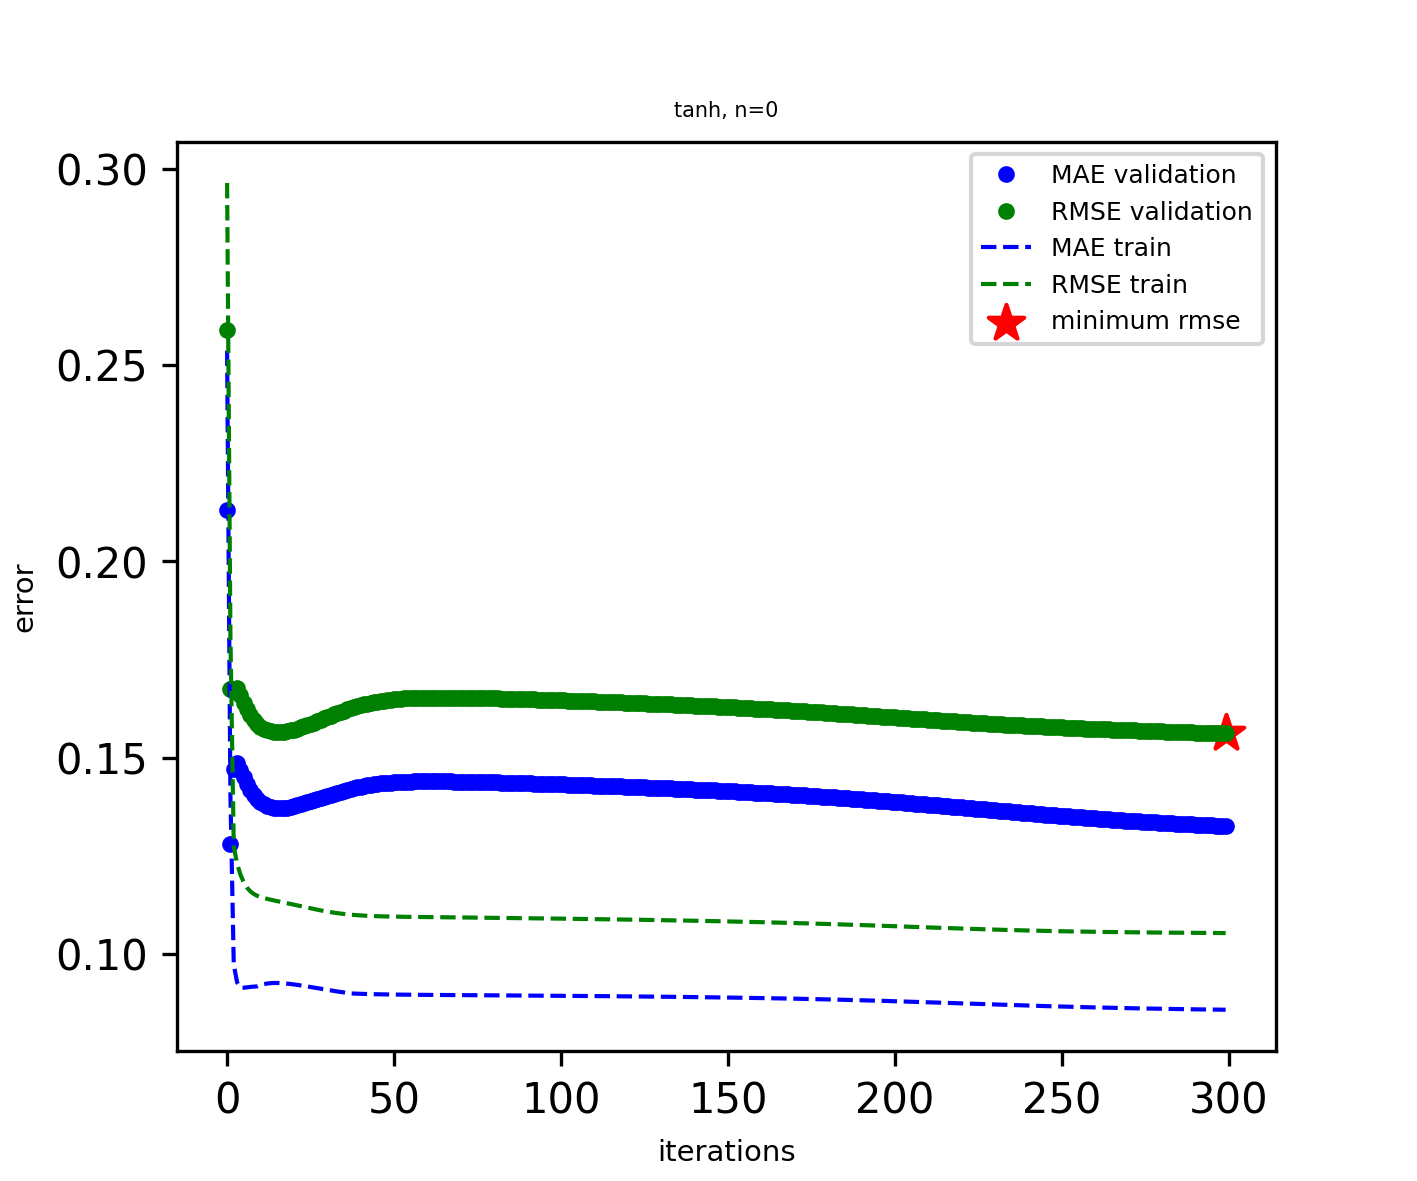 tanh, n=0
0.30
0.25
0.20
0.15
0.10
error
MAE validation
RMSE validation
MAE train
RMSE train
minimum rmse
0 50 100 150 200 250 300
iterations